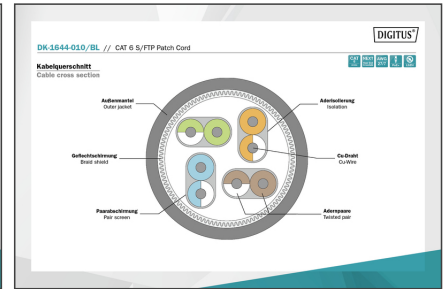 DIGITUS®
DK-1644-010/BL // CAT 6 S/FTP Patch Cord
Kabelquerschnitt
Cable cross section
Außenmantel
Outer jacket
Aderisolierung
Isolation
Geflechtschirmung
Braid shield
Cu-Draht
Cu-Wire
Paarabschirmung
Pair screen
Adernpaare
Twisted pair